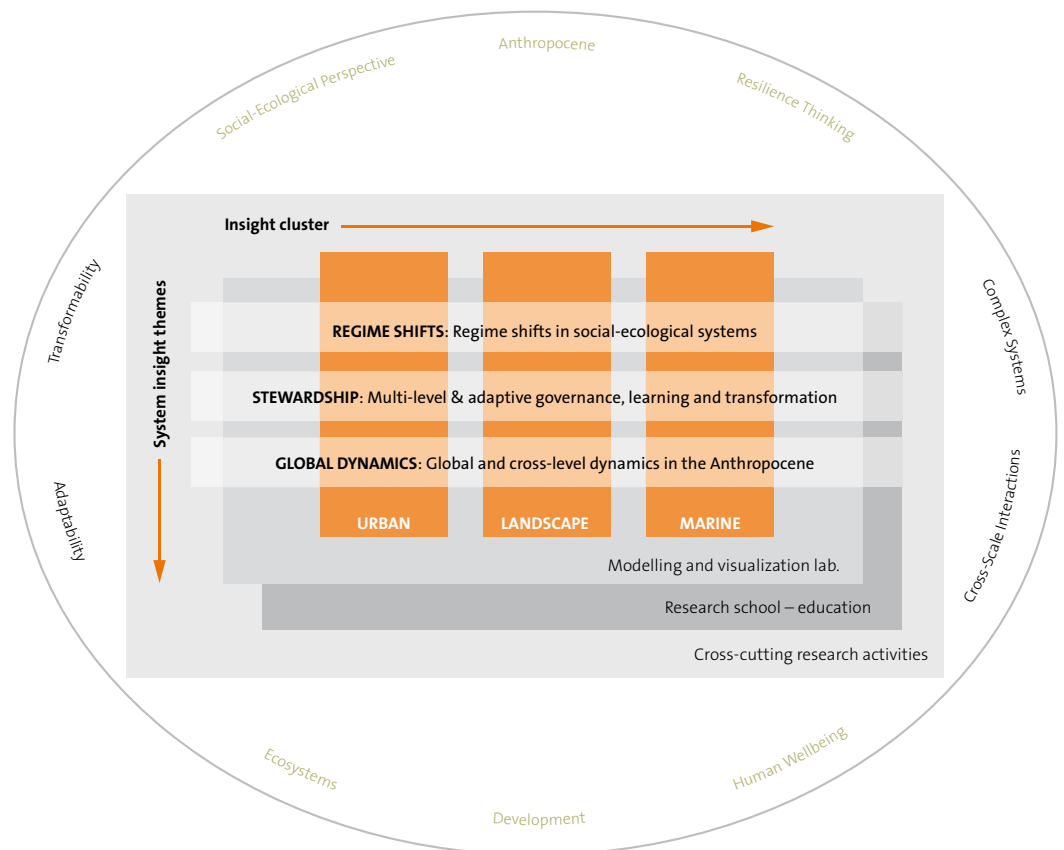 Anthropocene
Social-Ecological Perspective
Resilience Thinking
Transformability
Adaptability
Complex Systems
Cross-Scale Interactions
Insight cluster
System insight themes
REGIME SHIFTS: Regime shifts in social-ecological systems
STEWARDSHIP: Multi-level & adaptive governance, learning and transformation
GLOBAL DYNAMICS: Global and cross-level dynamics in the Anthropocene
URBAN
LANDSCAPE
MARINE
Modelling and visualization lab.
Research school – education
Cross-cutting research activities
Ecosystems
Development
Human Wellbeing